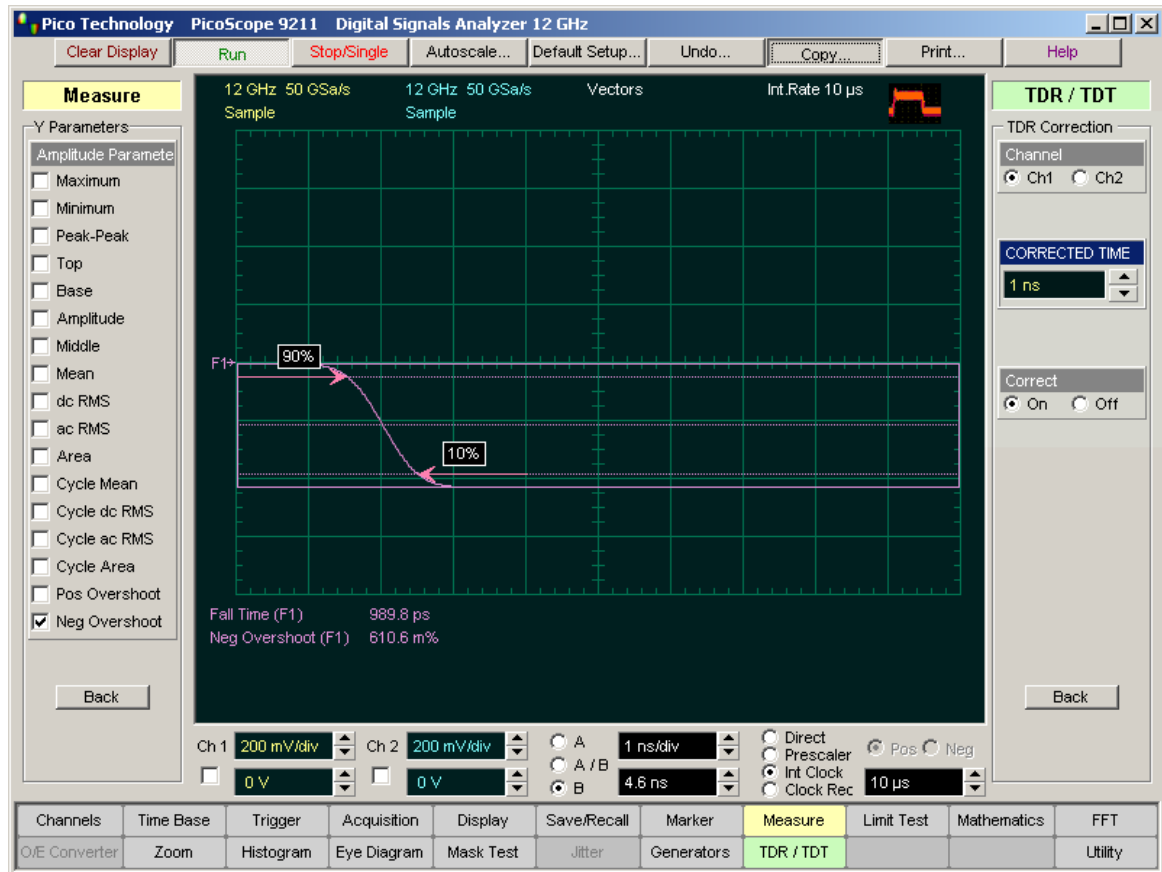 Pico Technology PicoScope 9211 Digital Signals Analyzer 12 GHz
Clear Display Run Stop/Single Autoscale... Default Setup... Undo... Copy... Print... Help
Measure
Y Parameters
Amplitude Paramete
Maximum
Minimum
Peak-Peak
Top
Base
Amplitude
Middle
Mean
dc RMS
ac RMS
Area
Cycle Mean
Cycle dc RMS
Cycle ac RMS
Cycle Area
Pos Overshoot
Neg Overshoot
Back
12 GHz 50 GSa/s 12 GHz 50 GSa/s Vectors Int.Rate 10 µs
Sample Sample
F1
90%
10%
Fall Time (F1) 989.8 ps
Neg Overshoot (F1) 610.6 m%
TDR / TDT
TDR Correction
Channel
Ch1 Ch2
CORRECTED TIME
1 ns
Correct
On Off
Back
Ch 1 200 mV/div Ch 2 200 mV/div A 1 ns/div Direct
A / B Prescaler Pos Neg
0 V 0 V B 4.6 ns Int Clock 10 µs
Clock Rec
Channels Time Base Trigger Acquisition Display Save/Recall Marker Measure Limit Test Mathematics FFT
O/E Converter Zoom Histogram Eye Diagram Mask Test Jitter Generators TDR / TDT Utility